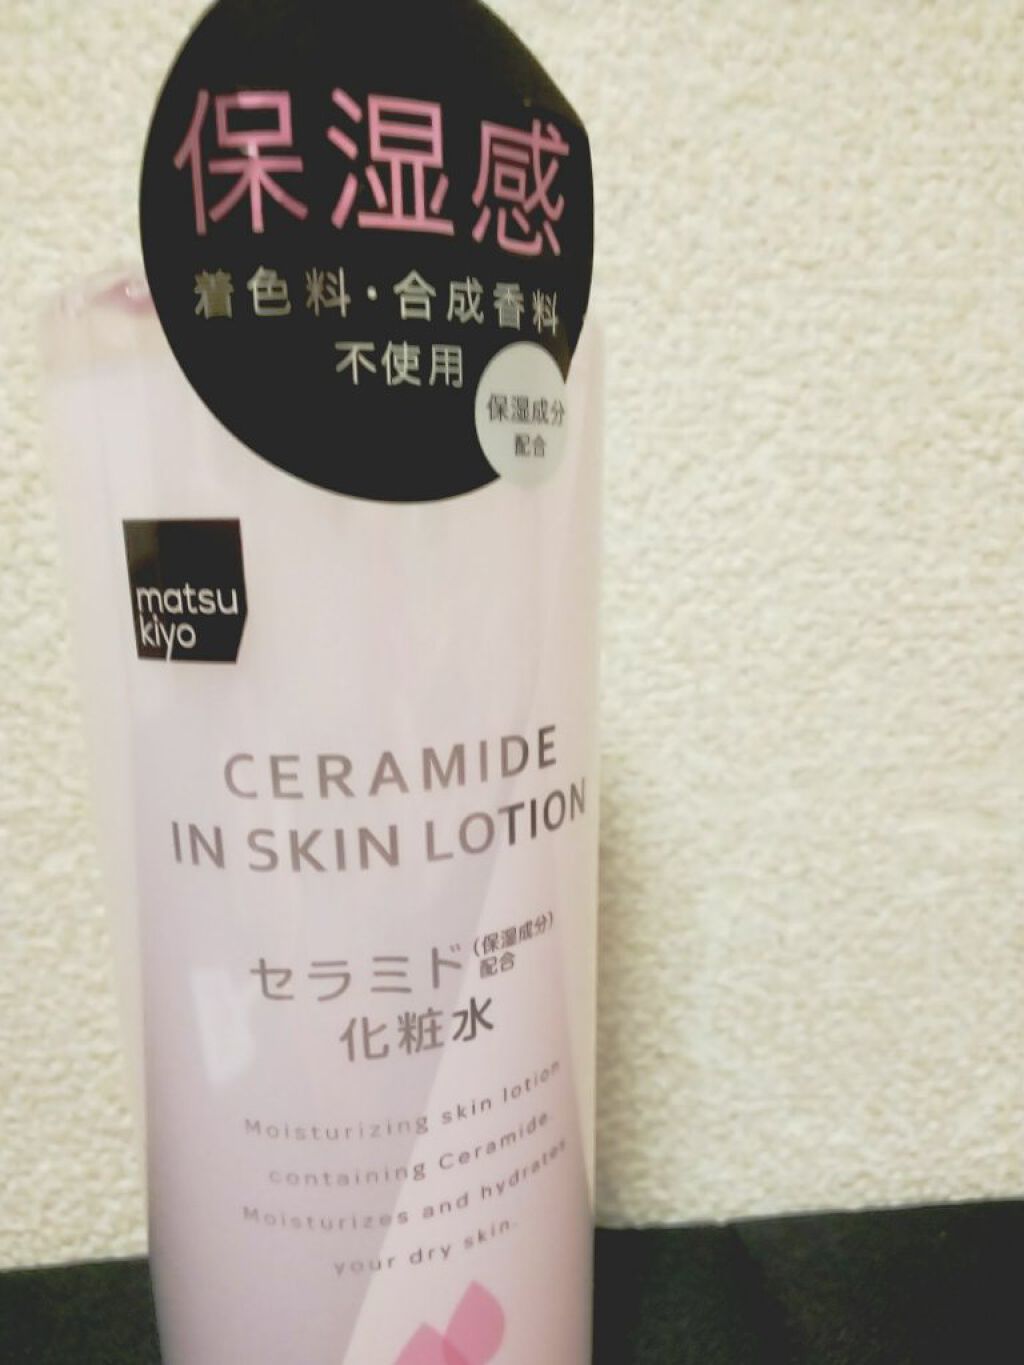 保湿感
着色料・合成香料
不使用
保湿成分
配合
matsu
kiyo
CERAMIDE
IN SKIN LOTION
セラミド(保湿成分)
配合
化粧水
Moisturizing skin lotion
containing Ceramide.
Moisturizes and hydrates
your dry skin.